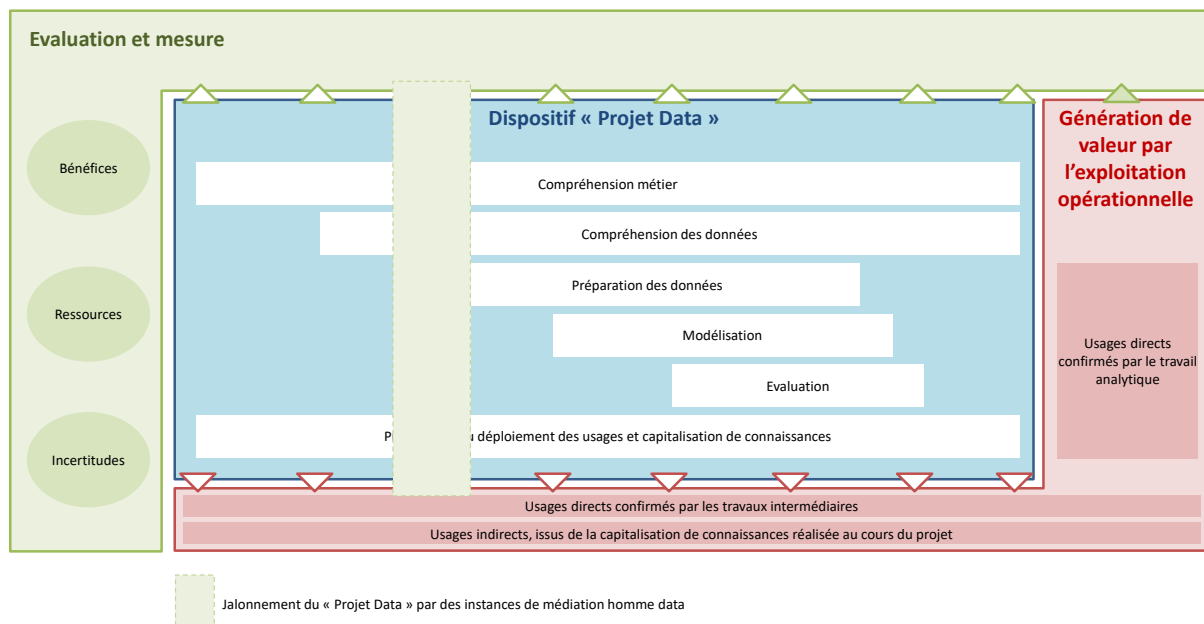 Evaluation et mesure
Dispositif « Projet Data »
Génération de
valeur par
l'exploitation
opérationnelle
Bénéfices
Compréhension métier
Compréhension des données
Ressources
Préparation des données
Modélisation
Usages directs
confirmés par le travail
analytique
Evaluation
Incertitudes
déploiement des usages et capitalisation de connaissances
Usages directs confirmés par les travaux intermédiaires
Usages indirects, issus de la capitalisation de connaissances réalisée au cours du projet
Jalonnement du « Projet Data » par des instances de médiation homme data